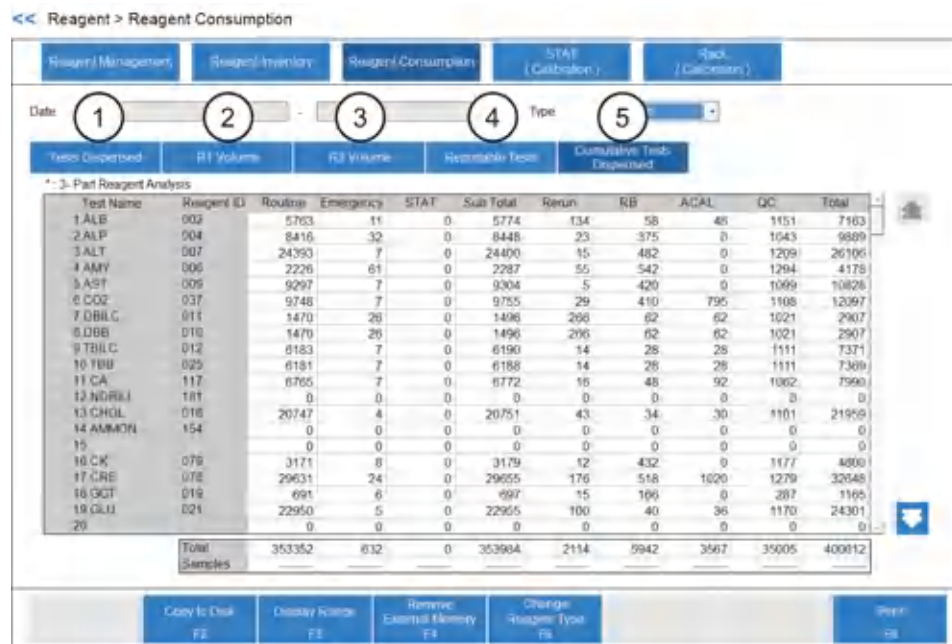 << Reagent > Reagent Consumption
Reagent Management Reagent Inventory Reagent Consumption STAT (Calibration) Rack (Calibration)
Date 1 2 - 3 4 Type 5
Tests Dispensed R1 Volume R2 Volume Reportable Tests Cumulative Tests Dispensed
* : 3- Part Reagent Analysis
Test Name Reagent ID Routine Emergency STAT Sub Total Rerun RB ACAL QC Total
1 ALB 002 5763 11 0 5774 134 58 48 1151 7163
2 ALP 004 8416 32 0 8448 23 375 0 1043 9889
3 ALT 007 24393 7 0 24400 15 482 0 1209 26106
4 AMY 006 2226 61 0 2287 55 542 0 1294 4178
5 AST 009 9297 7 0 9304 5 420 0 1099 10828
6 CO2 037 9748 7 0 9755 29 410 795 1108 12097
7 DBILC 011 1470 26 0 1496 266 62 62 1021 2907
8 DBB 010 1470 26 0 1496 266 62 62 1021 2907
9 TBILC 012 6183 7 0 6190 14 28 28 1111 7371
10 TBB 025 6181 7 0 6188 14 28 28 1111 7369
11 CA 117 6765 7 0 6772 16 48 92 1062 7990
12 181 0 0 0 0 0 0 0 0 0
13 CHOL 016 20747 4 0 20751 43 34 30 1101 21959
14 AMMON 154 0 0 0 0 0 0 0 0 0
15 0 0 0 0 0 0 0 0 0
16 CK 079 3171 8 0 3179 12 432 0 1177 4800
17 CRE 078 29631 24 0 29655 176 518 1020 1279 32648
18 GGT 019 691 6 0 697 15 166 0 287 1165
19 GLU 021 22950 5 0 22955 100 40 36 1170 24301
20 0 0 0 0 0 0 0 0 0
Total Samples 353352 632 0 353984 2114 5942 3567 35005 400612
Copy to Disk F2 Display Range F3 Remove External Memory F4 Change Reagent Type Print